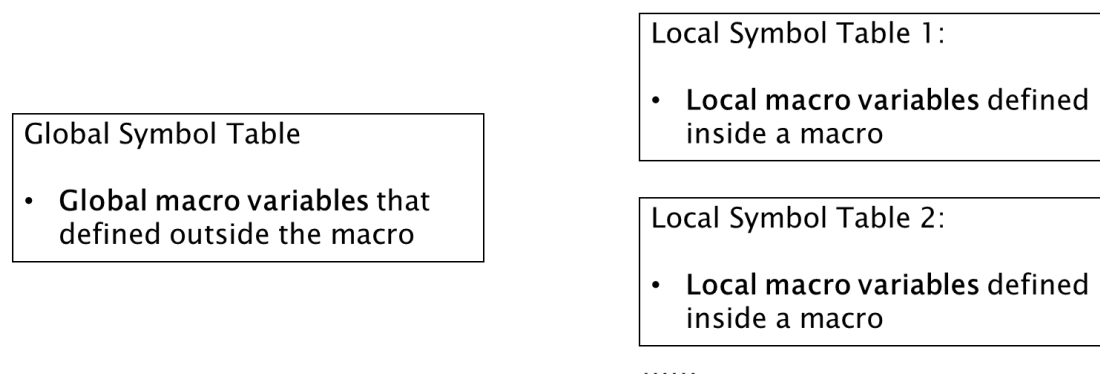 Global Symbol Table
• Global macro variables that
defined outside the macro
Local Symbol Table 1:
• Local macro variables defined
inside a macro
Local Symbol Table 2:
• Local macro variables defined
inside a macro
......